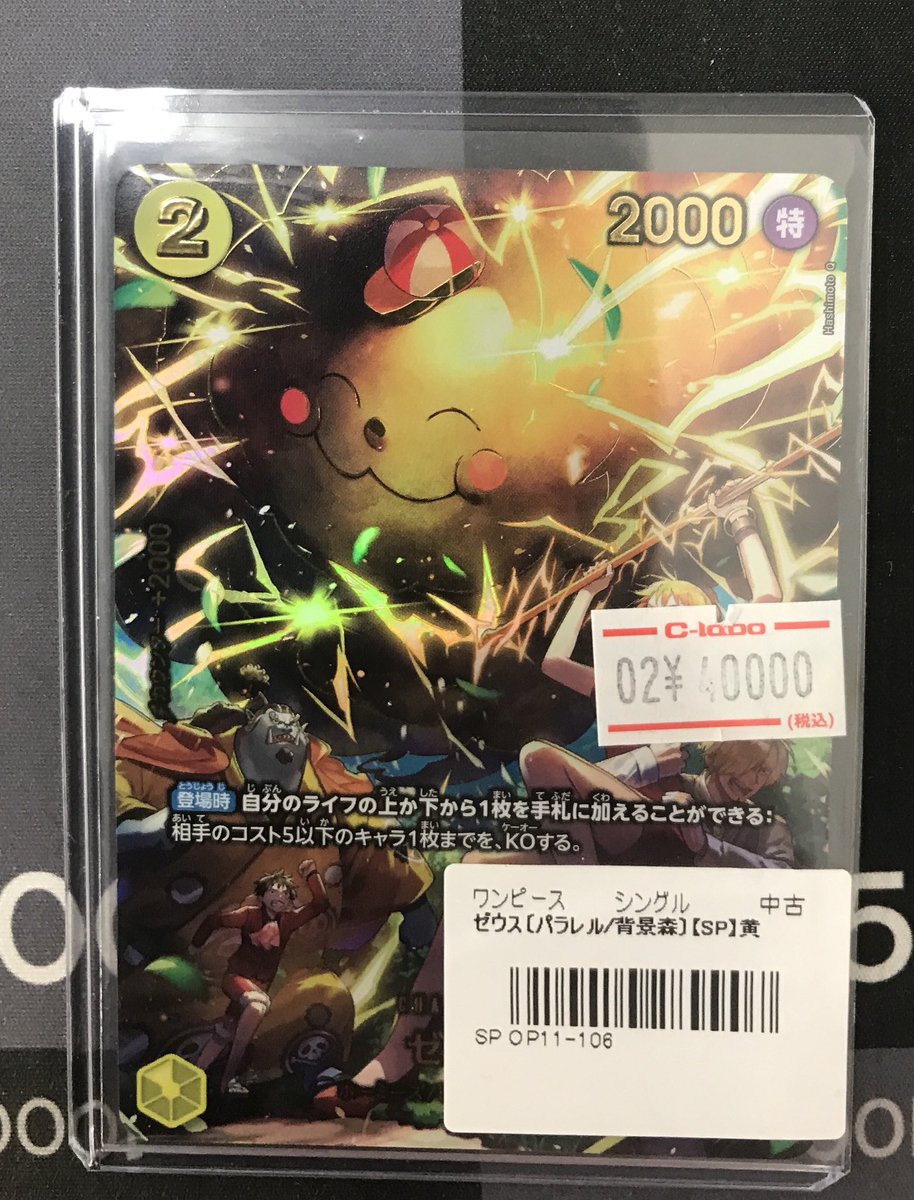 2
2000 特
Hashimoto Q
カウンター +2000
C-labo
02¥ 40000
(税込)
登場時 自分のライフの上か下から1枚を手札に加えることができる:
相手のコスト5以下のキャラ1枚までを、KOする。
ワンピース シングル 中古
ゼウス〔パラレル/背景森〕【SP】黄
SP OP11-106
CHA
ゼ
5